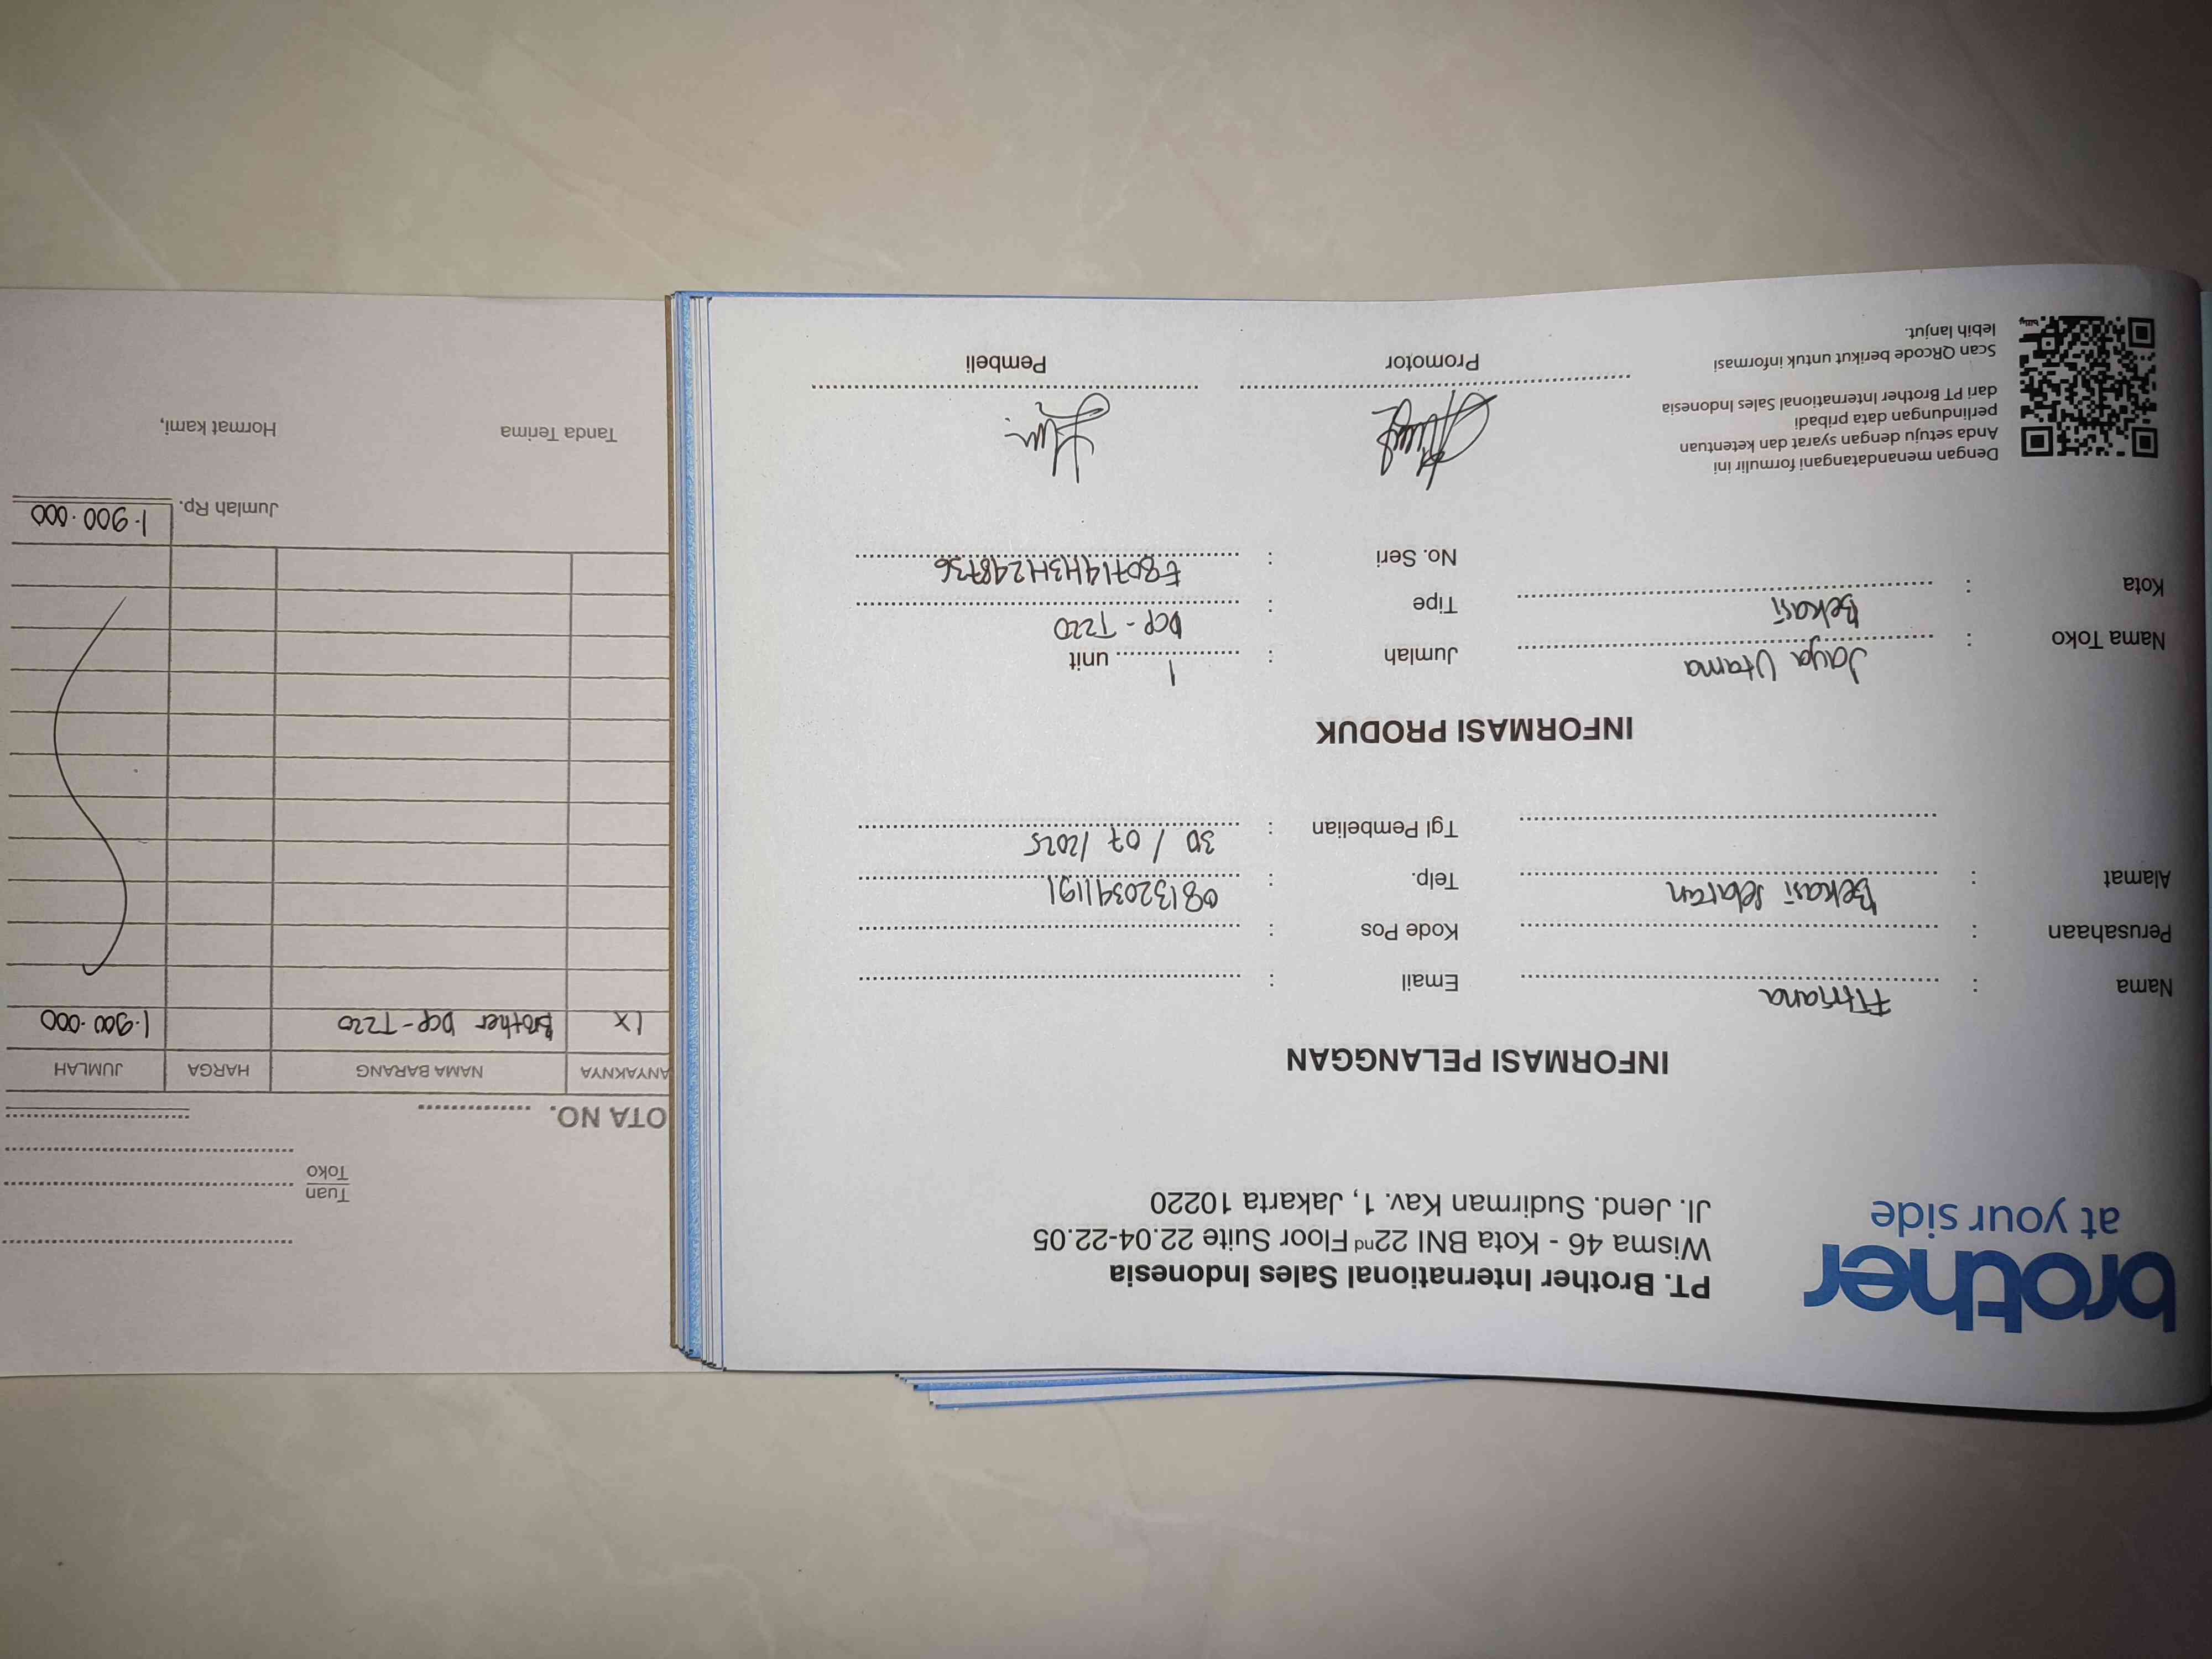 brother
at your side
PT. Brother International Sales Indonesia
Wisma 46 - Kota BNI 22nd Floor Suite 22.04-22.05
Jl. Jend. Sudirman Kav. 1, Jakarta 10220
INFORMASI PELANGGAN
Nama : Fitriana
Perusahaan :
Alamat : Bekasi Selatan
Email :
Kode Pos :
Telp. : 081320341191
Tgl Pembelian : 30 / 07 / 2025
INFORMASI PRODUK
Nama Toko : Jaya Utama
Kota : Bekasi
Jumlah : 1 unit
Tipe : DCP - T220
No. Seri : E80714H3H248736
Dengan menandatangani formulir ini
Anda setuju dengan syarat dan ketentuan
perlindungan data pribadi
dari PT Brother International Sales Indonesia
Scan QRcode berikut untuk informasi
lebih lanjut.
Promotor
Pembeli
Tuan
Toko
OTA NO.
ANYAKNYA NAMA BARANG HARGA JUMLAH
1x Brother DCP-T220 1.900.000
Jumlah Rp. 1.900.000
Tanda Terima Hormat kami,